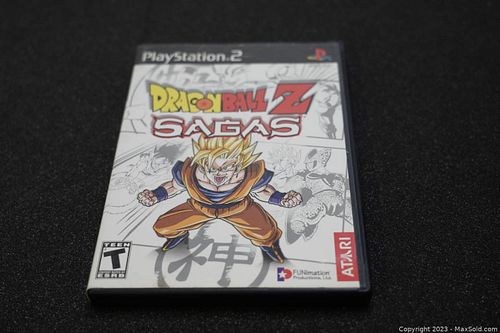 PlayStation®2
DRAGON BALL Z
SAGAS
神
TEEN
T
ESRB
FUNimation
Productions, Ltd.
ATARI
Copyright 2023 - MaxSold.com